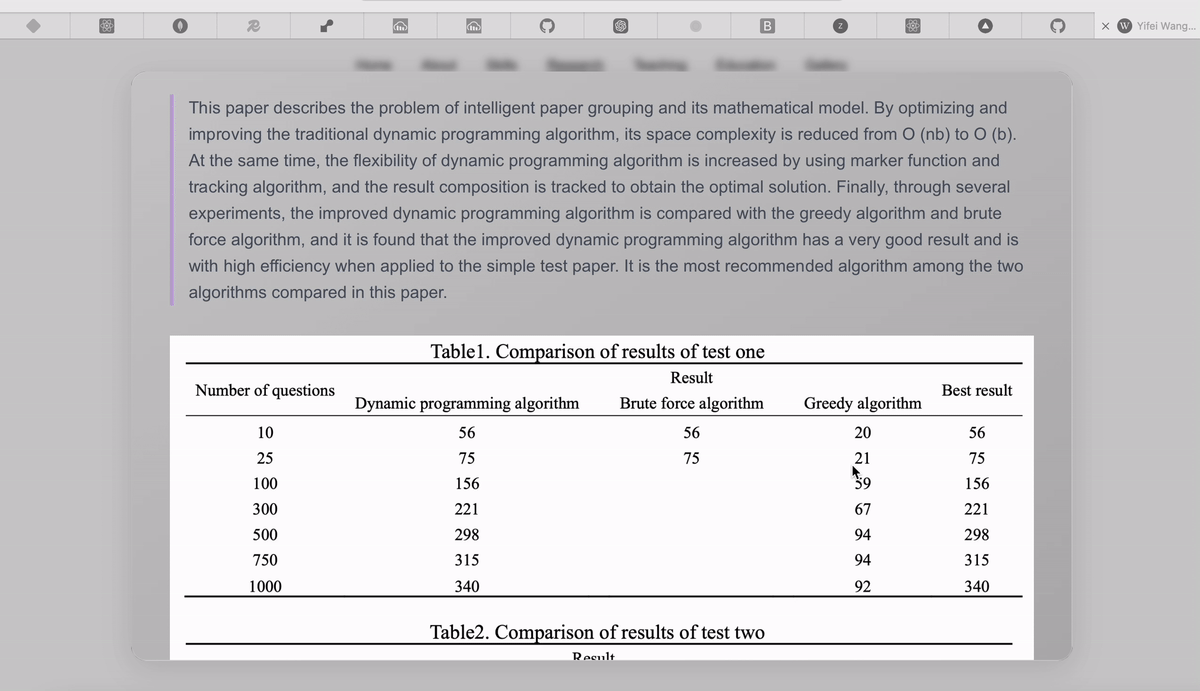 B
Z
W Yifei Wang...
Home About Skills Research Teaching Education Gallery
This paper describes the problem of intelligent paper grouping and its mathematical model. By optimizing and
improving the traditional dynamic programming algorithm, its space complexity is reduced from O (nb) to O (b).
At the same time, the flexibility of dynamic programming algorithm is increased by using marker function and
tracking algorithm, and the result composition is tracked to obtain the optimal solution. Finally, through several
experiments, the improved dynamic programming algorithm is compared with the greedy algorithm and brute
force algorithm, and it is found that the improved dynamic programming algorithm has a very good result and is
with high efficiency when applied to the simple test paper. It is the most recommended algorithm among the two
algorithms compared in this paper.
Table1. Comparison of results of test one
Result
Number of questions Best result
Dynamic programming algorithm Brute force algorithm Greedy algorithm
10 56 56 20 56
25 75 75 21 75
100 156 59 156
300 221 67 221
500 298 94 298
750 315 94 315
1000 340 92 340
Table2. Comparison of results of test two
Result